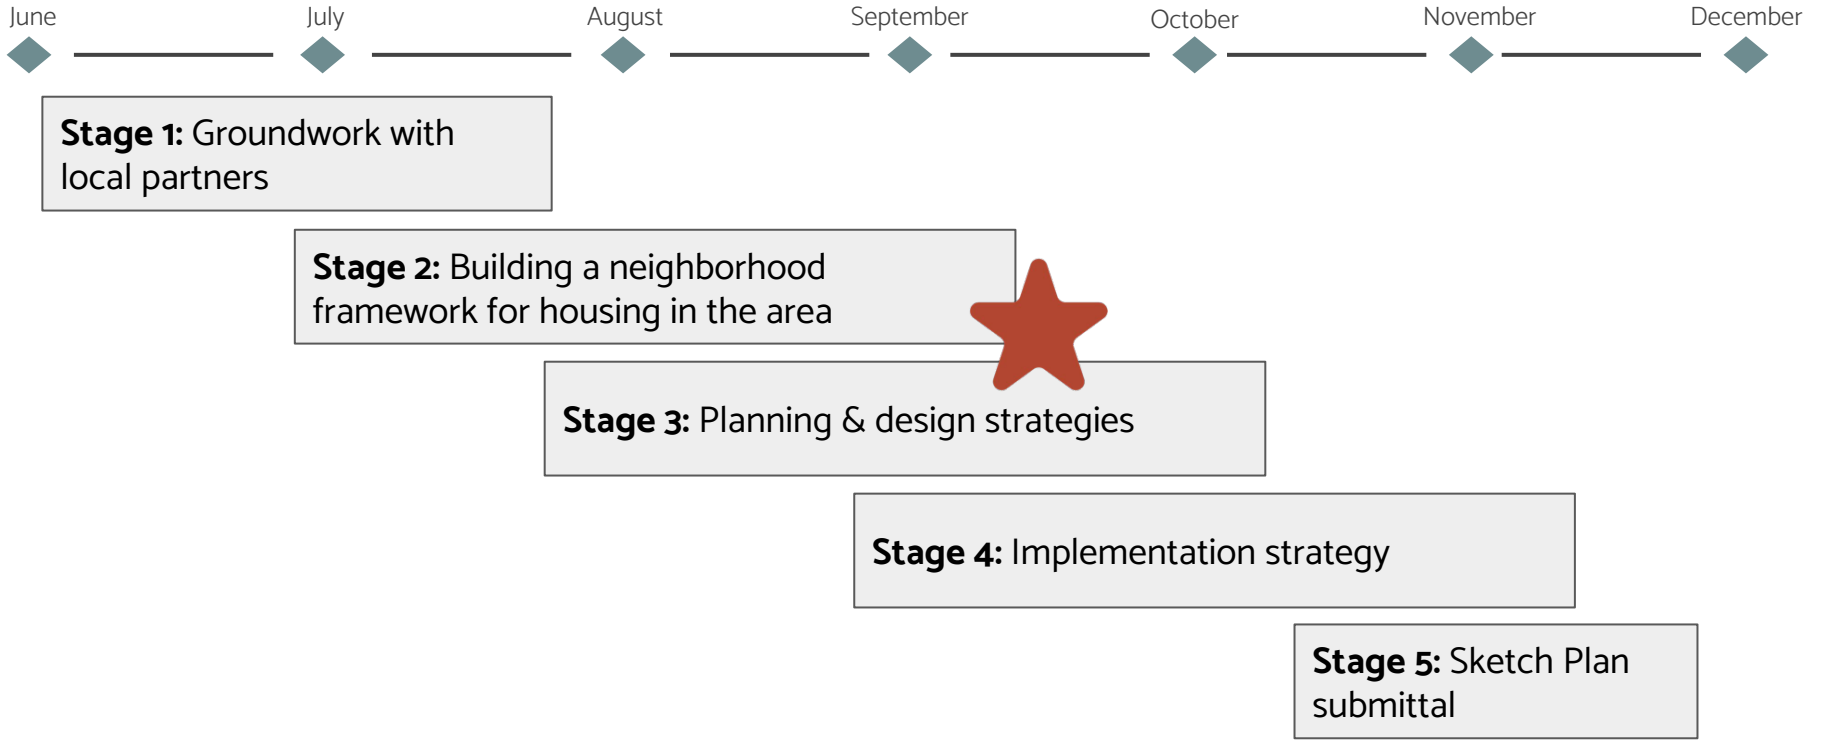 June July August September October November December
Stage 1: Groundwork with
local partners
Stage 2: Building a neighborhood
framework for housing in the area
Stage 3: Planning & design strategies
Stage 4: Implementation strategy
Stage 5: Sketch Plan
submittal